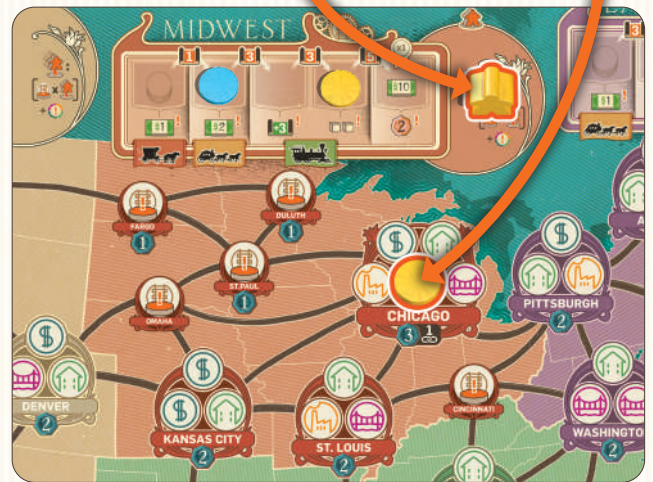 MIDWEST
x1
1
3
3
5
3
$1
$2
+3
$10
2
$1
DULUTH
1
FARGO
1
ST.PAUL
1
$
$
OMAHA
CHICAGO
3
1
PITTSBURGH
2
$
DENVER
2
$
$
KANSAS CITY
2
ST. LOUIS
2
CINCINNATI
WASHINGTO
2